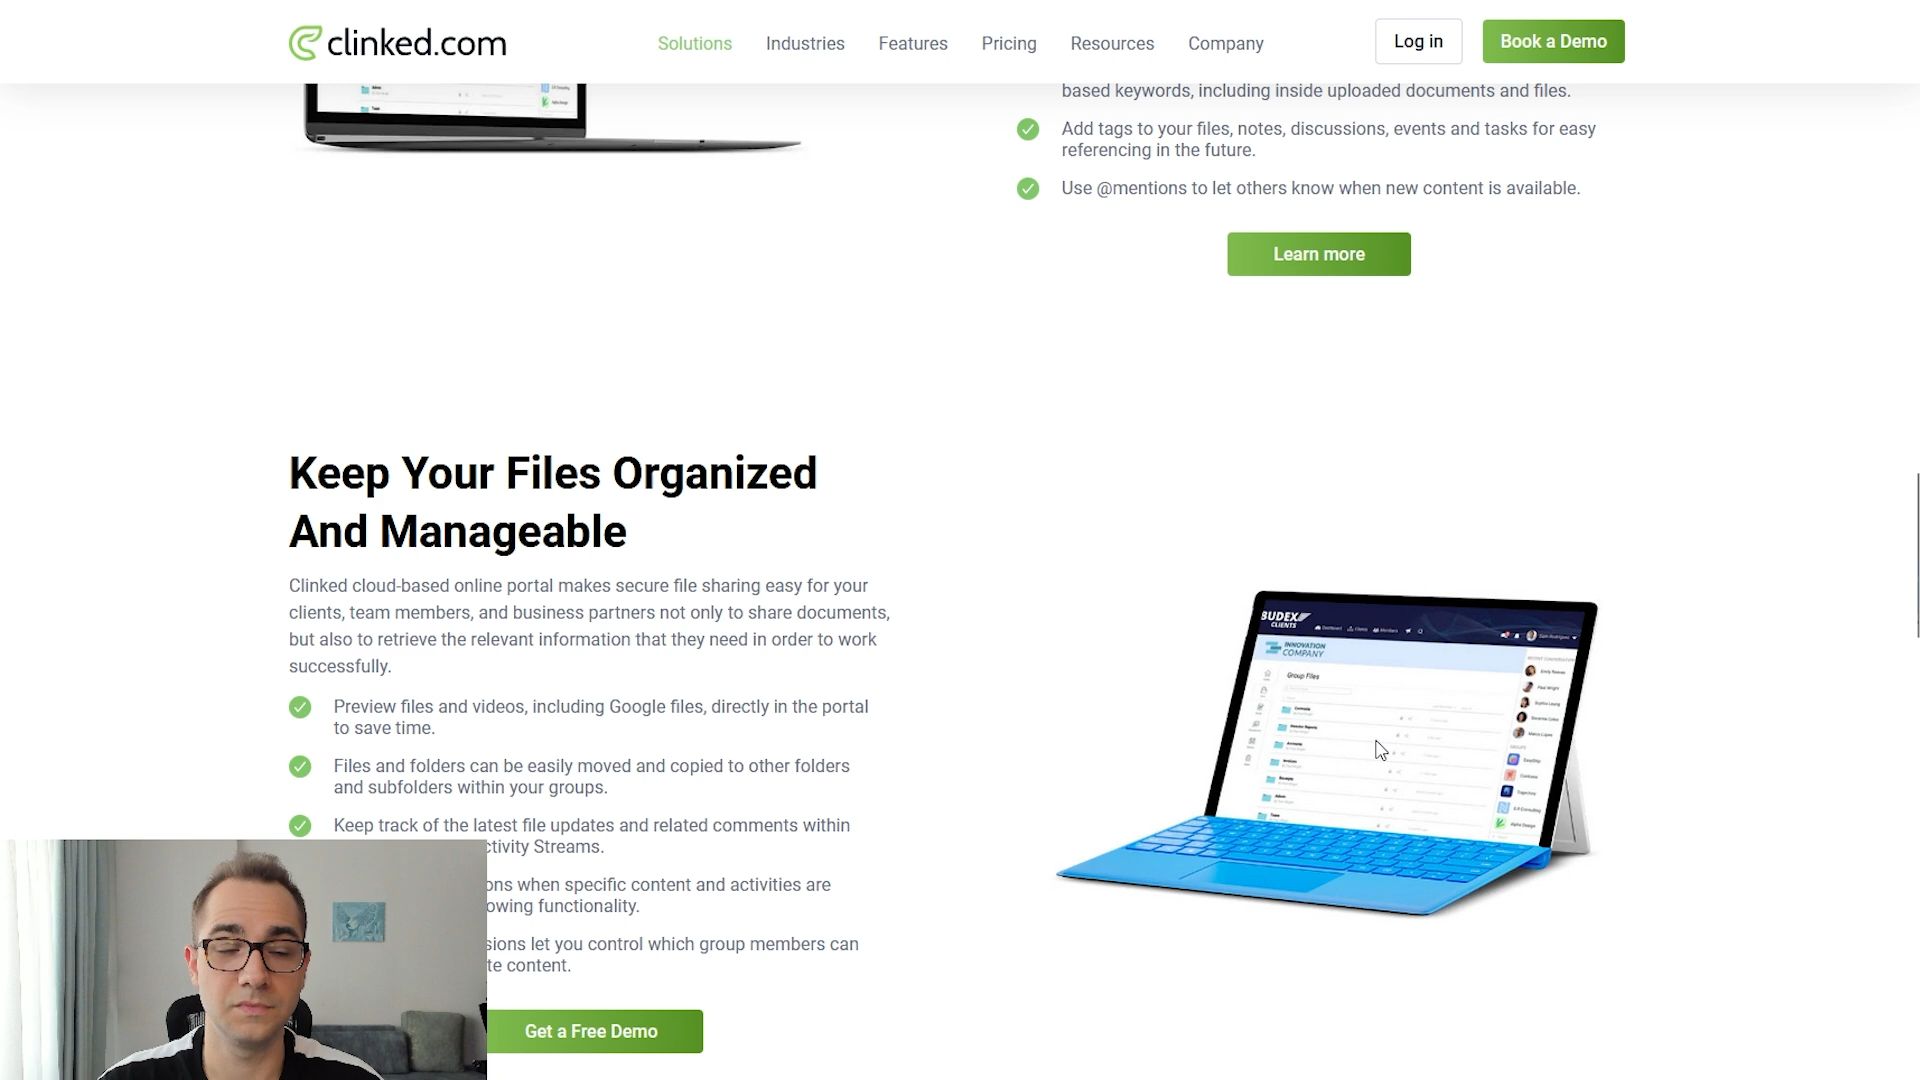 clinked.com
Solutions
Industries
Features
Pricing
Resources
Company
Log in
Book a Demo
based keywords, including inside uploaded documents and files.
Add tags to your files, notes, discussions, events and tasks for easy
referencing in the future.
Use @mentions to let others know when new content is available.
Learn more
Keep Your Files Organized
And Manageable
Clinked cloud-based online portal makes secure file sharing easy for your
clients, team members, and business partners not only to share documents,
but also to retrieve the relevant information that they need in order to work
successfully.
Preview files and videos, including Google files, directly in the portal
to save time.
Files and folders can be easily moved and copied to other folders
and subfolders within your groups.
Keep track of the latest file updates and related comments within
ctivity Streams.
ons when specific content and activities are
owing functionality.
sions let you control which group members can
te content.
Get a Free Demo
BUDEX
CLIENTS
Dashboard
Clients
Members
INNOVATION
COMPANY
Group Files